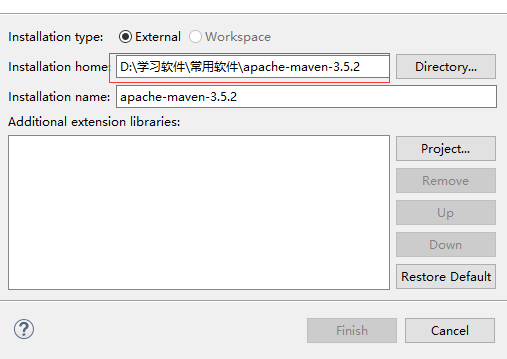 Installation type: External Workspace
Installation home: D:\学习软件\常用软件\apache-maven-3.5.2 Directory...
Installation name: apache-maven-3.5.2
Additional extension libraries:
Project...
Remove
Up
Down
Restore Default
? Finish Cancel